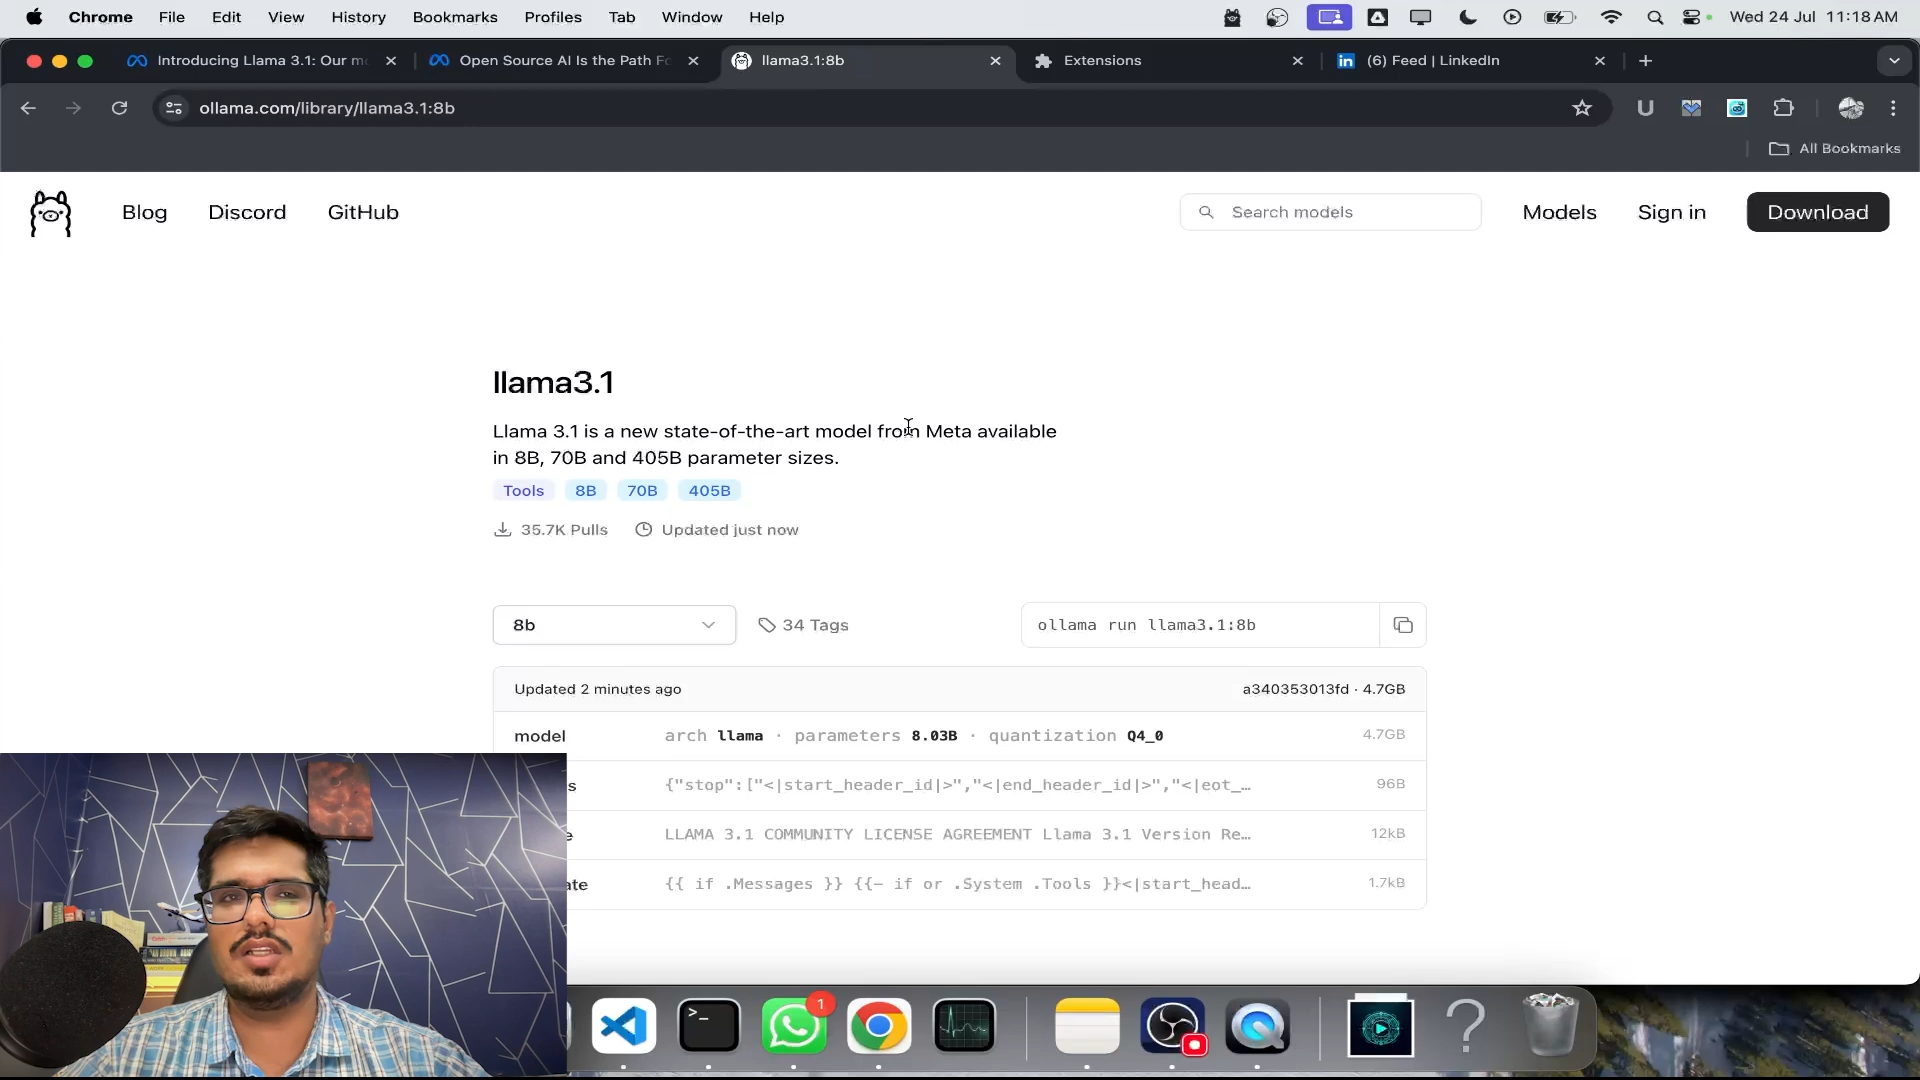 Chrome File Edit View History Bookmarks Profiles Tab Window Help Wed 24 Jul 11:18 AM
Introducing Llama 3.1: Our m Open Source AI Is the Path Fo llama3.1:8b Extensions (6) Feed | LinkedIn
ollama.com/library/llama3.1:8b
All Bookmarks
Blog Discord GitHub Search models Models Sign in Download
llama3.1
Llama 3.1 is a new state-of-the-art model from Meta available
in 8B, 70B and 405B parameter sizes.
Tools 8B 70B 405B
35.7K Pulls Updated just now
8b 34 Tags ollama run llama3.1:8b
Updated 2 minutes ago a340353013fd · 4.7GB
model arch llama · parameters 8.03B · quantization Q4_0 4.7GB
s {"stop":["<|start_header_id|>","<|end_header_id|>","<|eot_… 96B
e LLAMA 3.1 COMMUNITY LICENSE AGREEMENT Llama 3.1 Version Re… 12kB
ate {{ if .Messages }} {{- if or .System .Tools }}<|start_head… 1.7kB
1